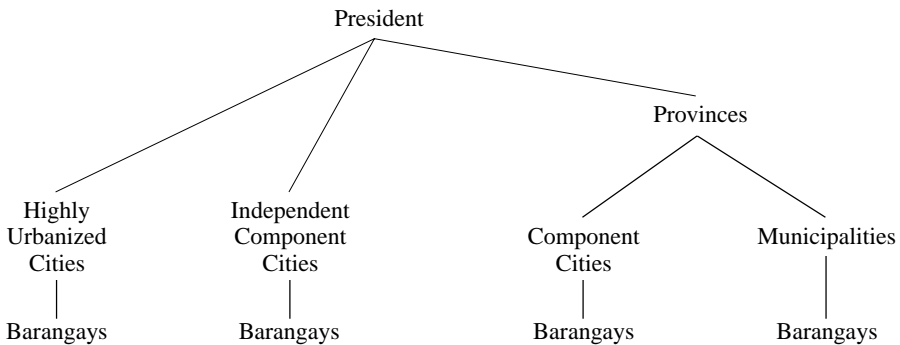 President
Provinces
Highly
Urbanized
Cities
Independent
Component
Cities
Component
Cities
Municipalities
Barangays
Barangays
Barangays
Barangays